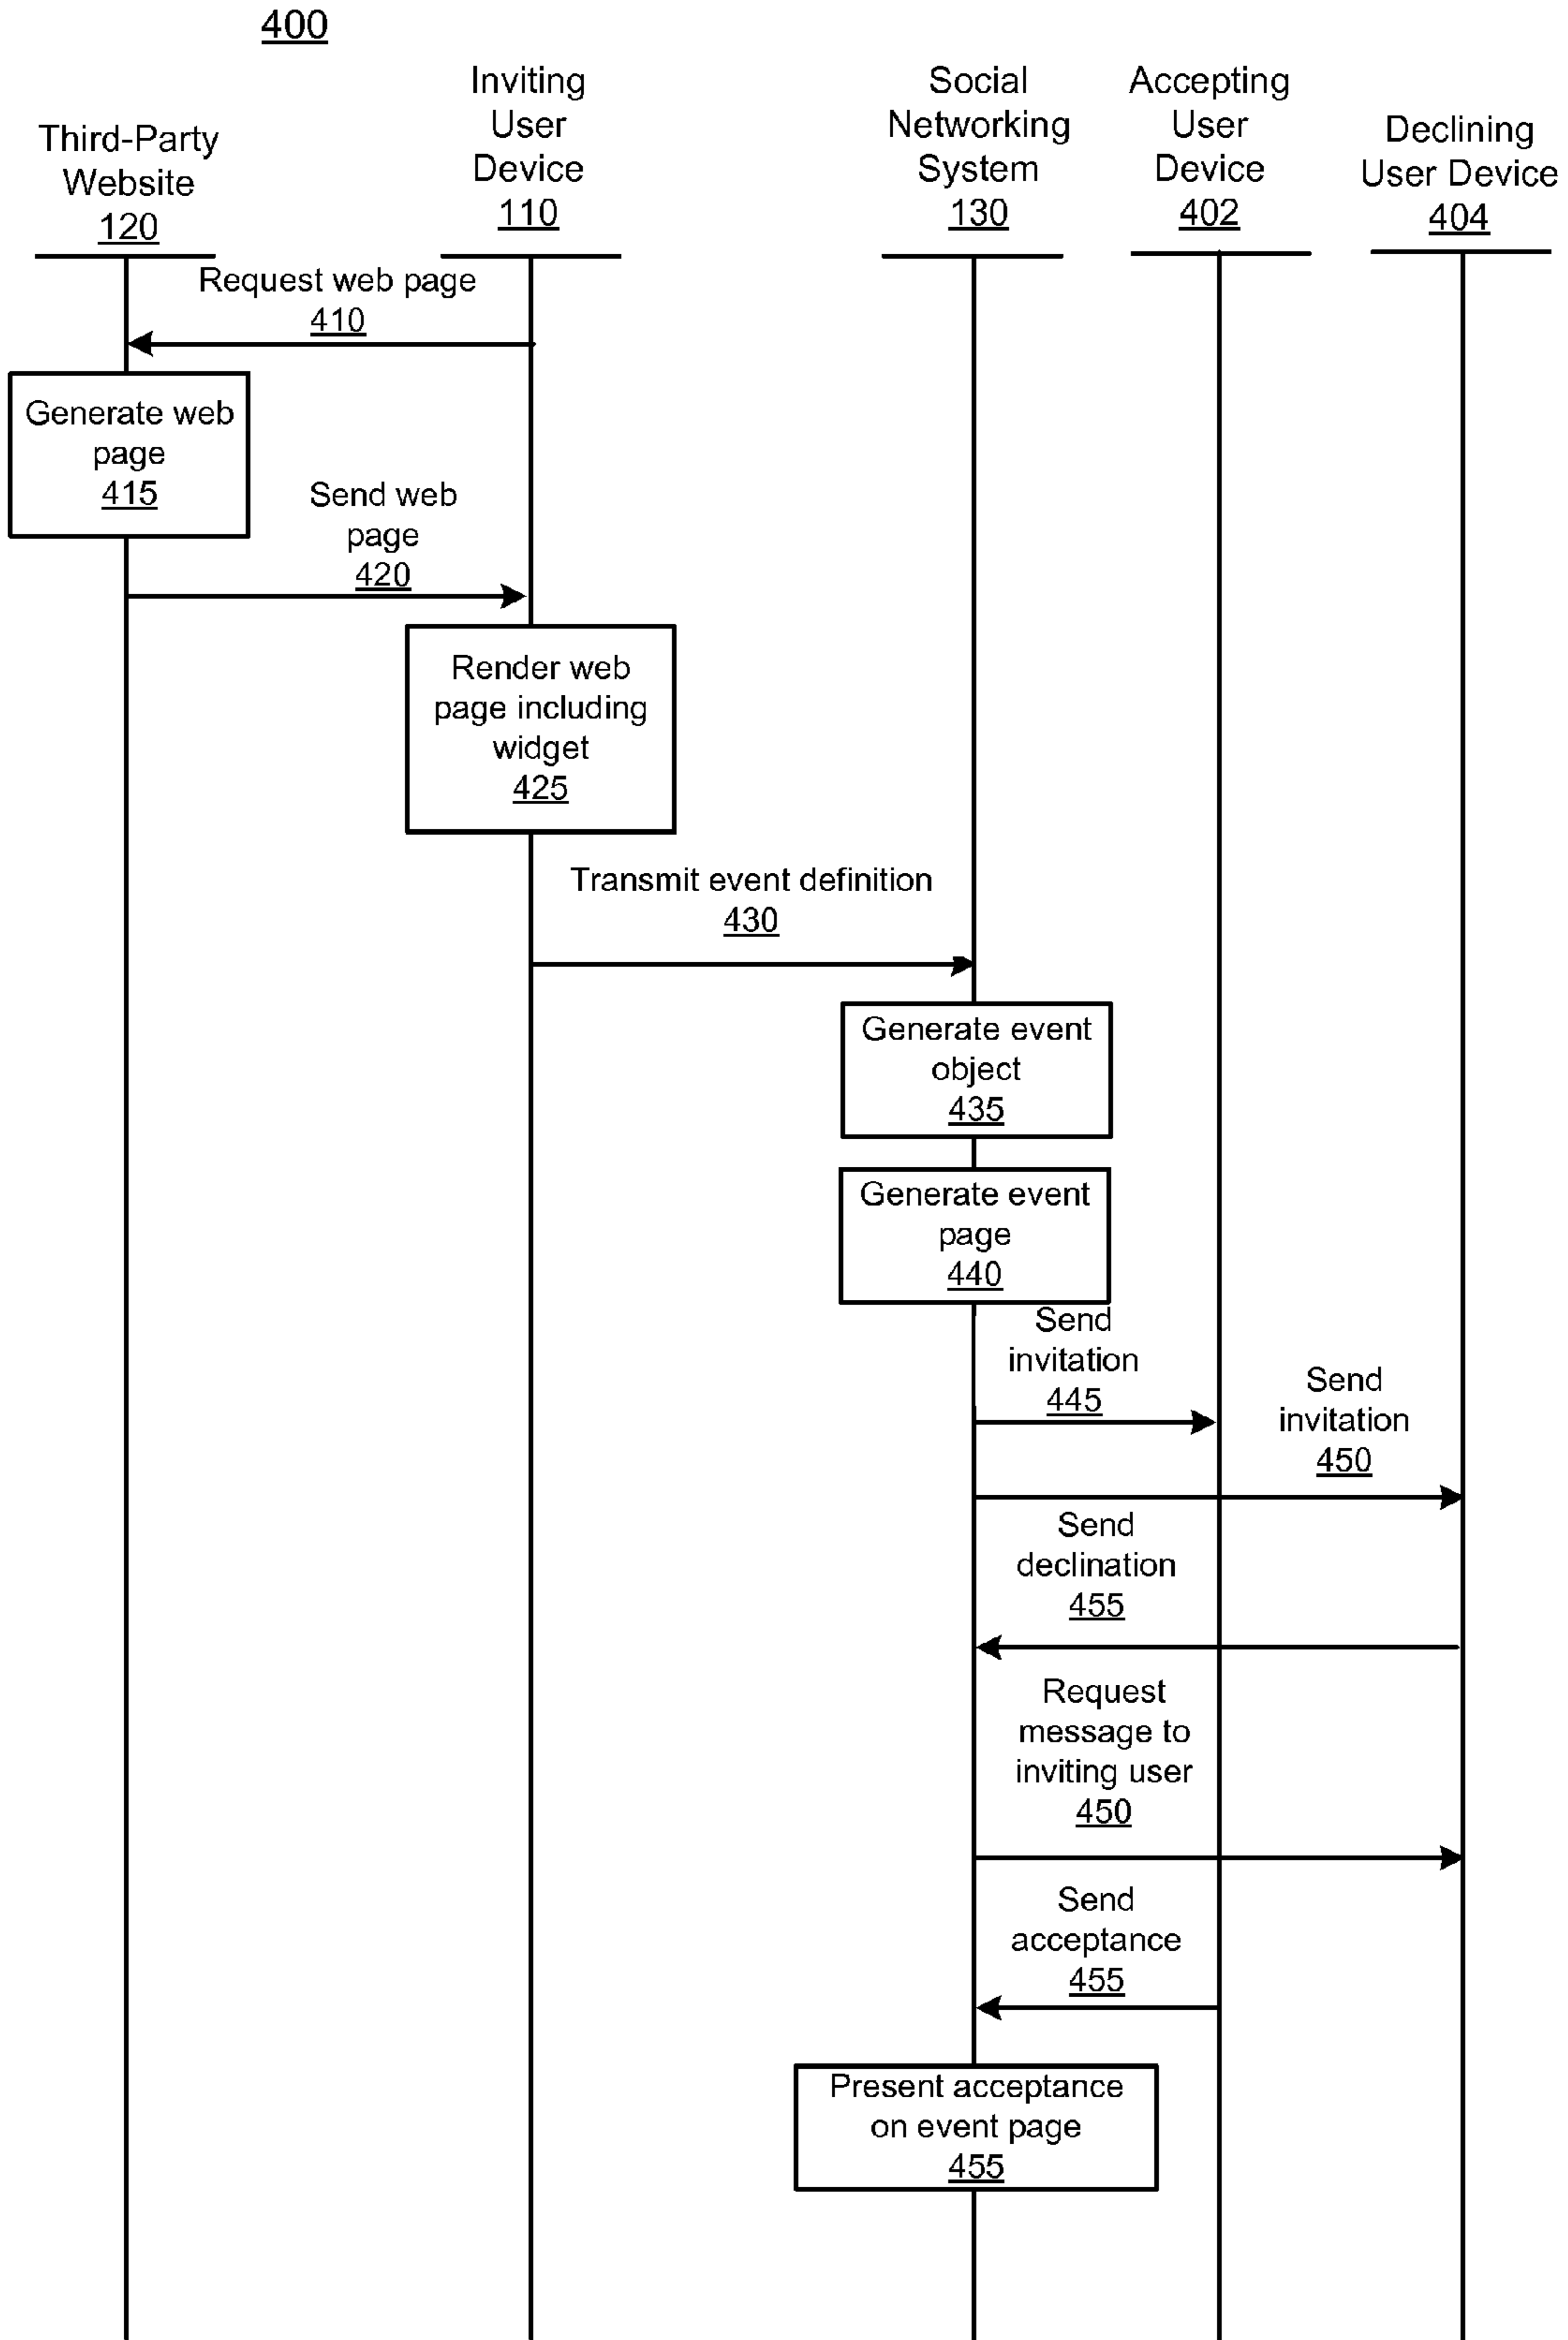 400
Third-Party
Website
120
Inviting
User
Device
110
Social
Networking
System
130
Accepting
User
Device
402
Declining
User Device
404
Request web page
410
Generate web
page
415
Send web
page
420
Render web
page including
widget
425
Transmit event definition
430
Generate event
object
435
Generate event
page
440
Send
invitation
445
Send
invitation
450
Send
declination
455
Request
message to
inviting user
450
Send
acceptance
455
Present acceptance
on event page
455